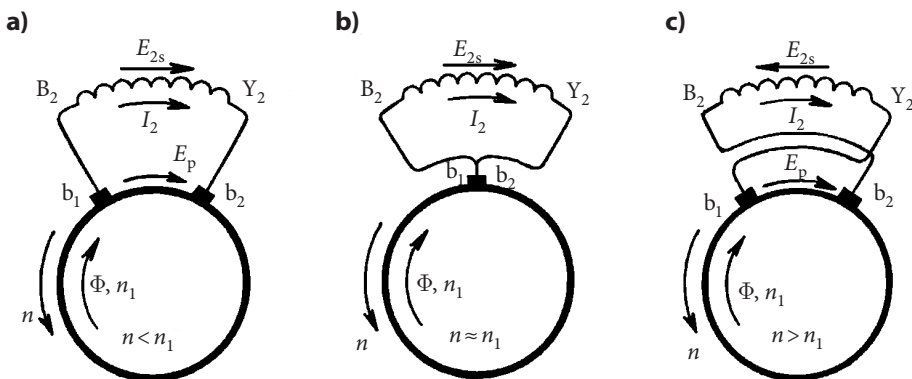 a)
E2s
B2
Y2
I2
Ep
b1
b2
Φ, n1
n
n < n1
b)
E2s
B2
Y2
I2
b1
b2
Φ, n1
n
n ≈ n1
c)
E2s
B2
Y2
I2
Ep
b1
b2
Φ, n1
n
n > n1